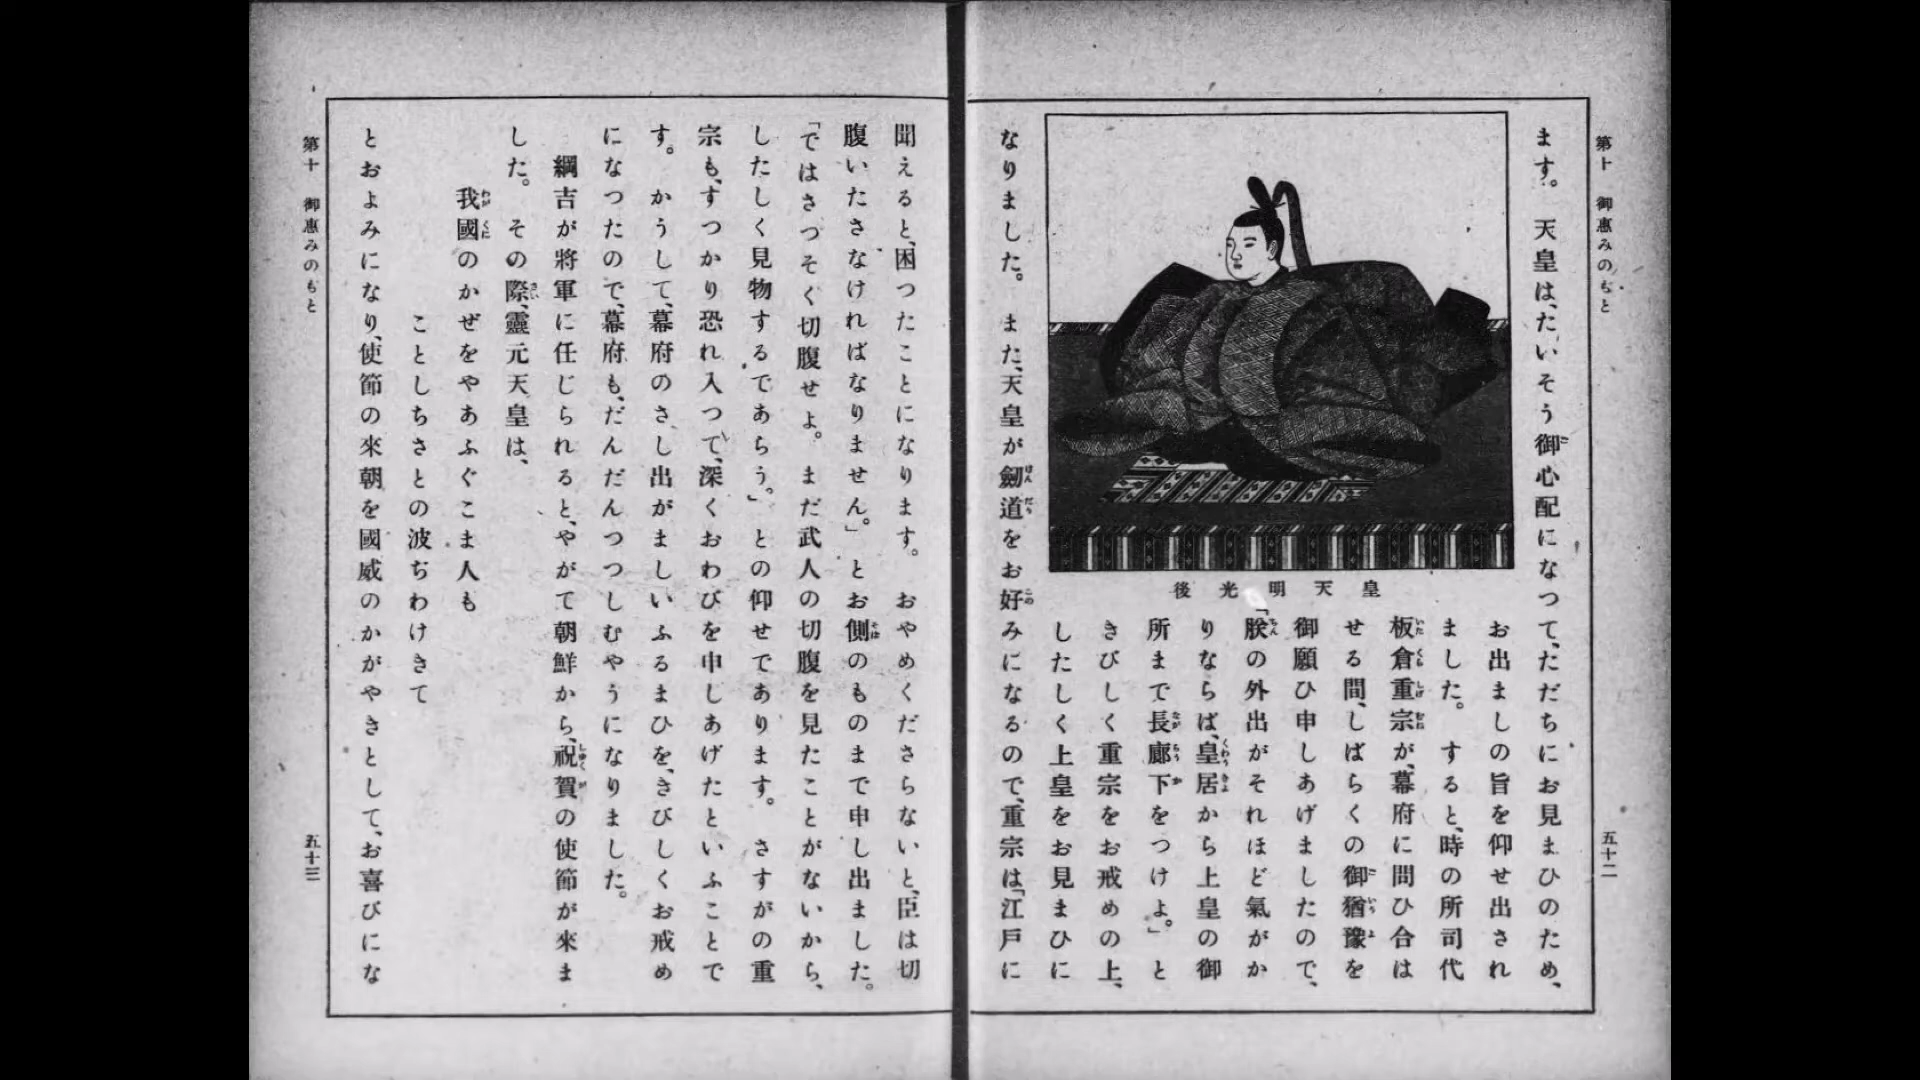 第十 御惠みのもと
五十二
ます。 天皇は、たいそう御心配になつて、ただちにお見まひのため、
お出ましの旨を仰せ出され
ました。 すると、時の所司代
板倉重宗が、幕府に問ひ合は
せる間、しばらくの御猶豫を
御願ひ申しあげましたので、
「朕の外出がそれほど氣がか
りならば、皇居から上皇の御
所まで長廊下をつけよ。」と
きびしく重宗をお戒めの上、
したしく上皇をお見まひに
後光明天皇
なりました。 また、天皇が劒道をお好みになるので、重宗は「江戸に
聞えると、困つたことになります。 おやめくださらないと、臣は切
腹いたさなければなりません。」とお側のものまで申し出ました。
「ではさつそく切腹せよ。 まだ武人の切腹を見たことがないから、
したしく見物するであらう。」との仰せであります。 さすがの重
宗も、すつかり恐れ入つて、深くおわびを申しあげたといふことで
す。 かうして、幕府のさし出がましいふるまひを、きびしくお戒め
になつたので、幕府も、だんだんつつしむやうになりました。
綱吉が將軍に任じられると、やがて朝鮮から、祝賀の使節が來ま
した。 その際、靈元天皇は、
我國のかぜをやあふぐこま人も
ことしちさとの波ぢわけきて
とおよみになり、使節の來朝を國威のかがやきとして、お喜びにな
第十 御惠みのもと
五十三